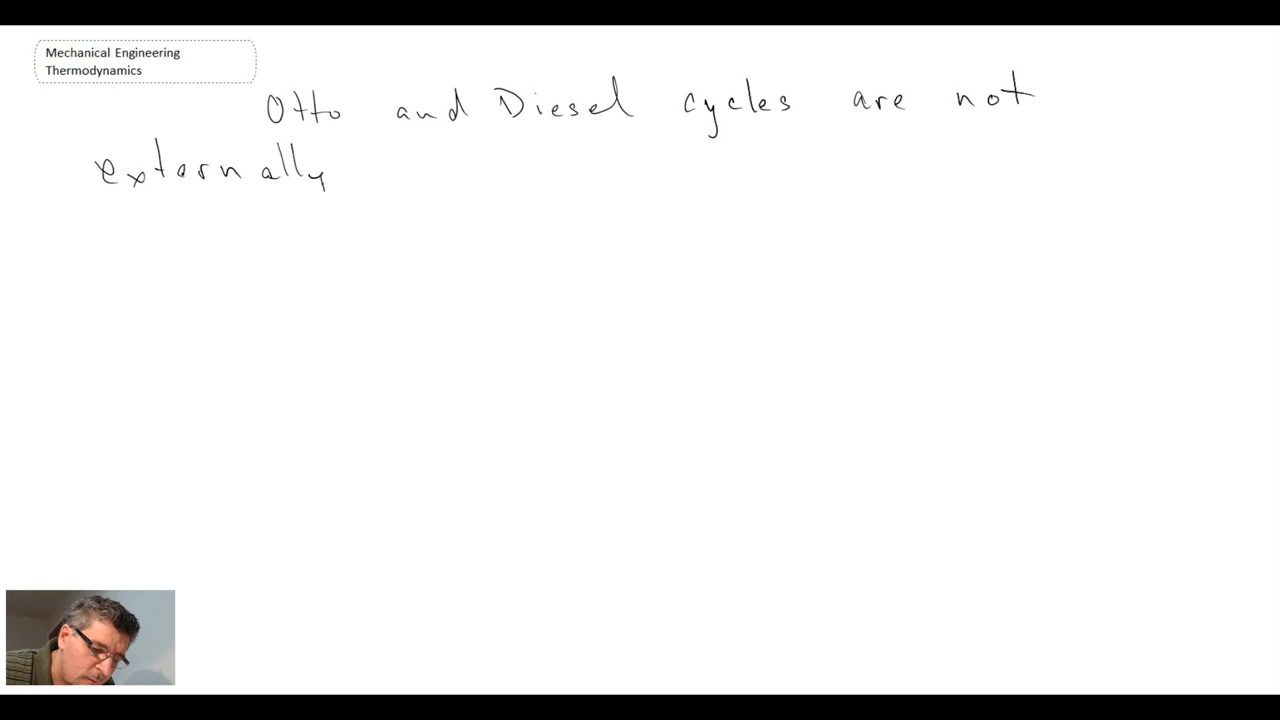 Mechanical Engineering
Thermodynamics
Otto and Diesel cycles are not
externally